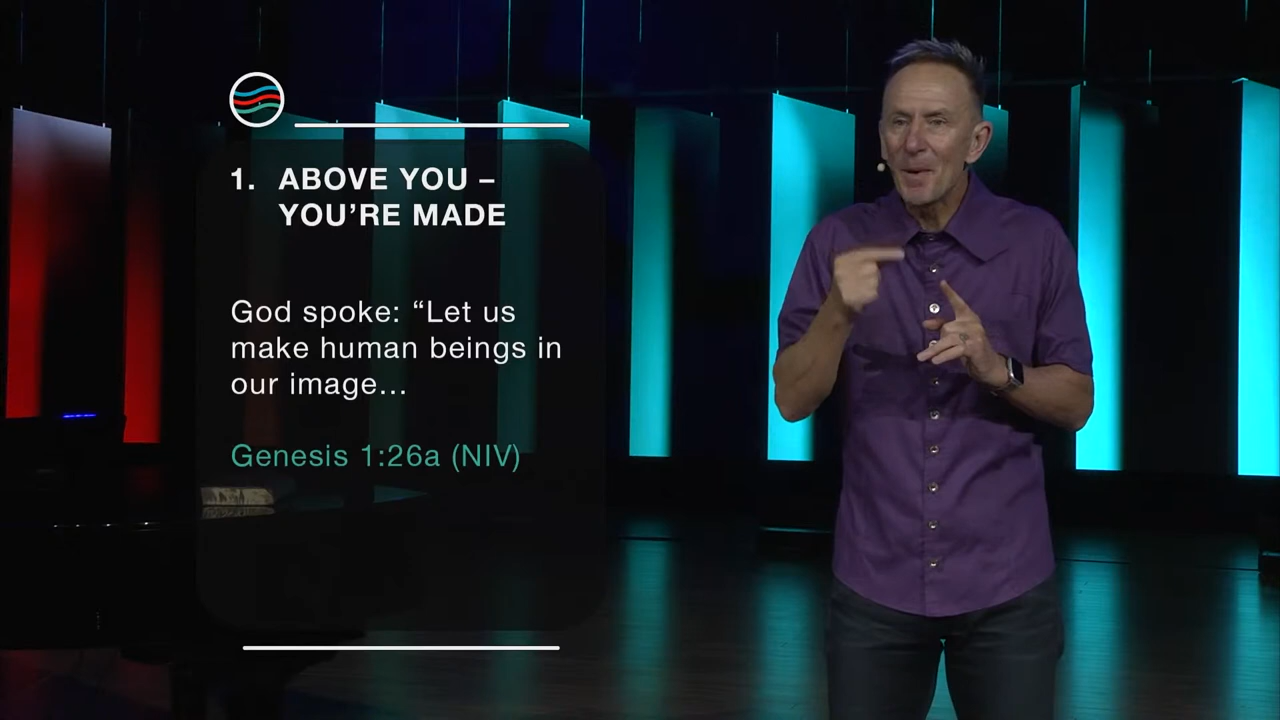 1. ABOVE YOU –
YOU’RE MADE
God spoke: “Let us
make human beings in
our image...
Genesis 1:26a (NIV)